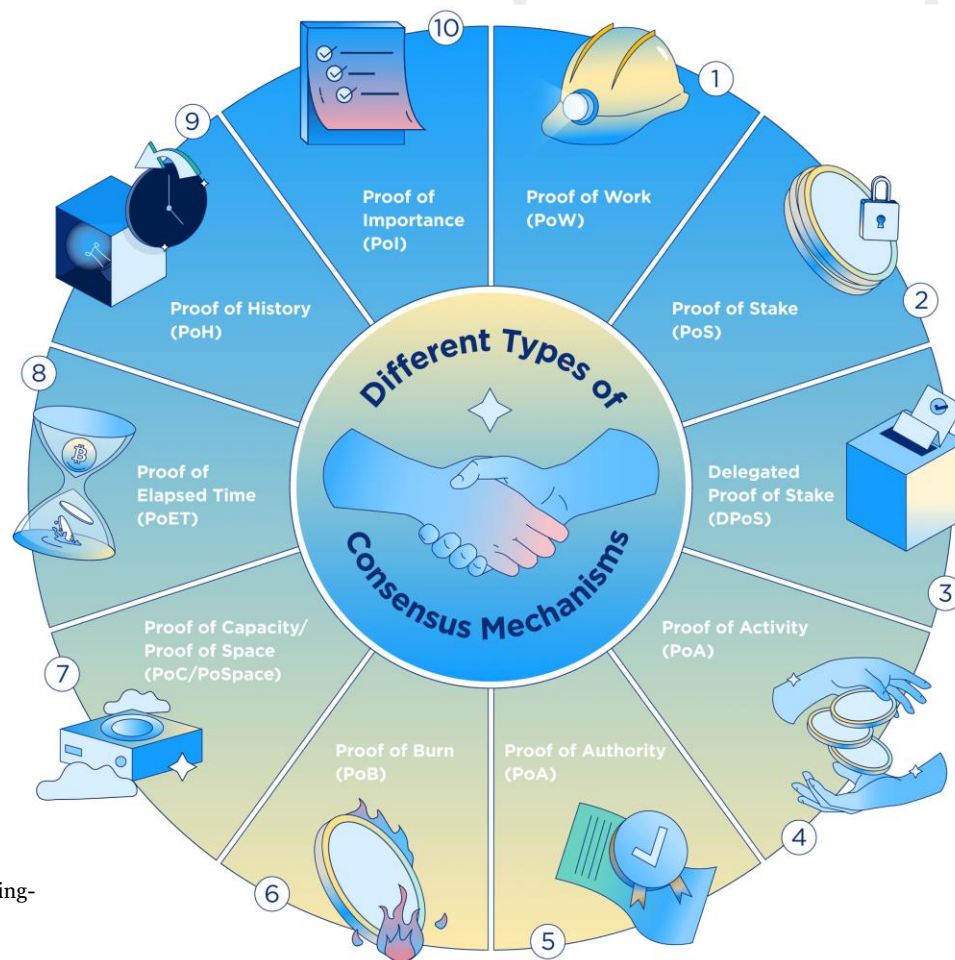 Different Types of
Consensus Mechanisms
1
Proof of Work
(PoW)
2
Proof of Stake
(PoS)
3
Delegated
Proof of Stake
(DPoS)
4
Proof of Activity
(PoA)
5
Proof of Authority
(PoA)
6
Proof of Burn
(PoB)
7
Proof of Capacity/
Proof of Space
(PoC/PoSpace)
8
Proof of
Elapsed Time
(PoET)
9
Proof of History
(PoH)
10
Proof of
Importance
(PoI)
ing-